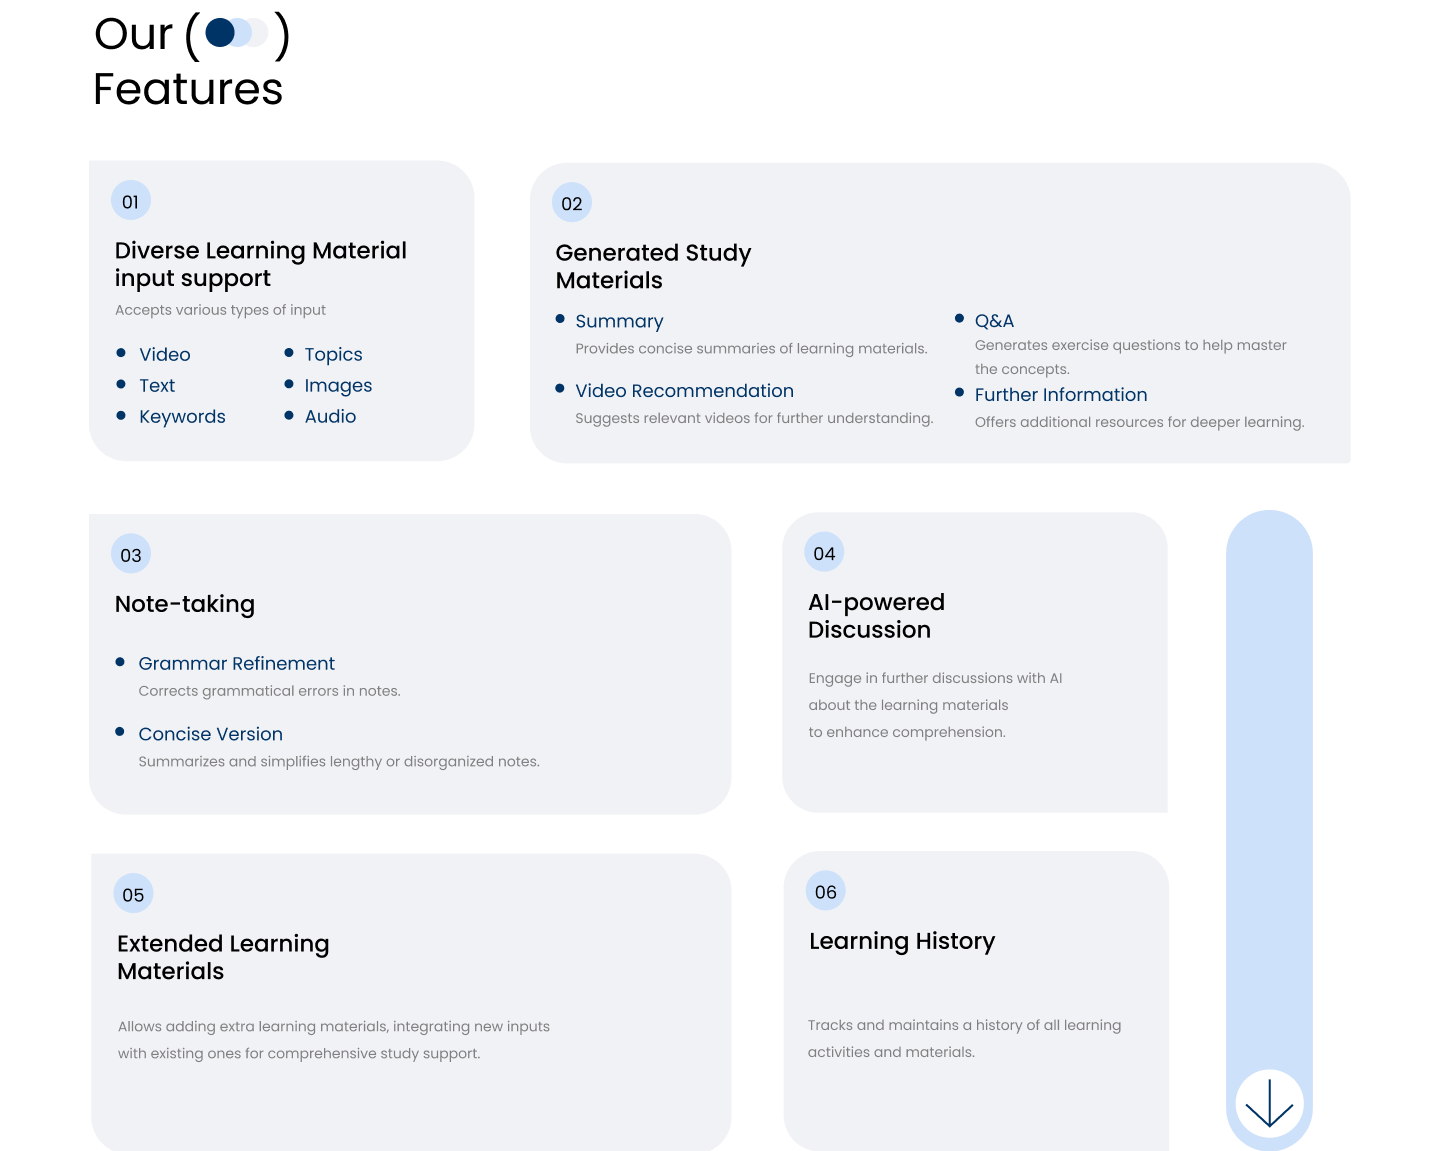 Our ( )
Features
01
Diverse Learning Material
input support
Accepts various types of input
Video
Text
Keywords
Topics
Images
Audio
02
Generated Study
Materials
Summary
Provides concise summaries of learning materials.
Video Recommendation
Suggests relevant videos for further understanding.
Q&A
Generates exercise questions to help master
the concepts.
Further Information
Offers additional resources for deeper learning.
03
Note-taking
Grammar Refinement
Corrects grammatical errors in notes.
Concise Version
Summarizes and simplifies lengthy or disorganized notes.
04
AI-powered
Discussion
Engage in further discussions with AI
about the learning materials
to enhance comprehension.
05
Extended Learning
Materials
Allows adding extra learning materials, integrating new inputs
with existing ones for comprehensive study support.
06
Learning History
Tracks and maintains a history of all learning
activities and materials.